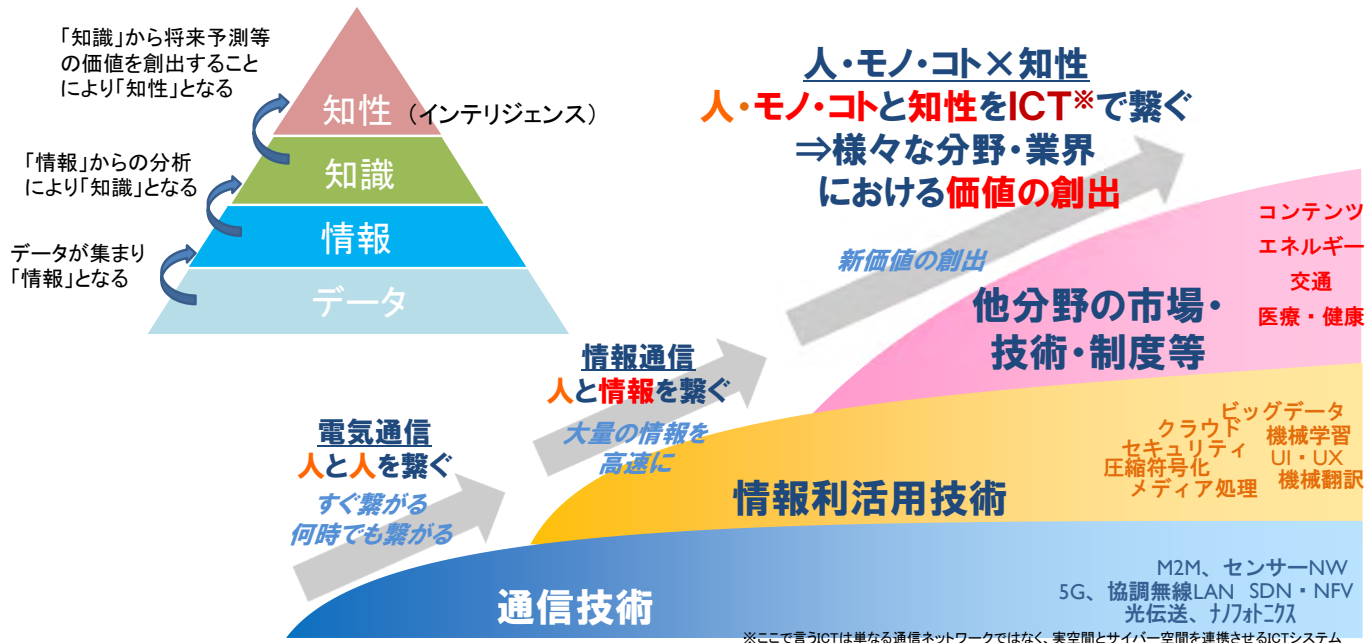 「知識」から将来予測等
の価値を創出すること
により「知性」となる
「情報」からの分析
により「知識」となる
データが集まり
「情報」となる
知性（インテリジェンス）
知識
情報
データ
人・モノ・コト×知性
人・モノ・コトと知性をICT※で繋ぐ
⇒様々な分野・業界
における価値の創出
新価値の創出
情報通信
人と情報を繋ぐ
大量の情報を
高速に
電気通信
人と人を繋ぐ
すぐ繋がる
何時でも繋がる
他分野の市場・
技術・制度等
コンテンツ
エネルギー
交通
医療・健康
情報利活用技術
ビッグデータ
クラウド
機械学習
セキュリティ
UI・UX
圧縮符号化
機械翻訳
メディア処理
通信技術
M2M、センサーNW
5G、協調無線LAN SDN・NFV
光伝送、ナノフォトニクス
※ここで言うICTは単なる通信ネットワークではなく、実空間とサイバー空間を連携させるICTシステム